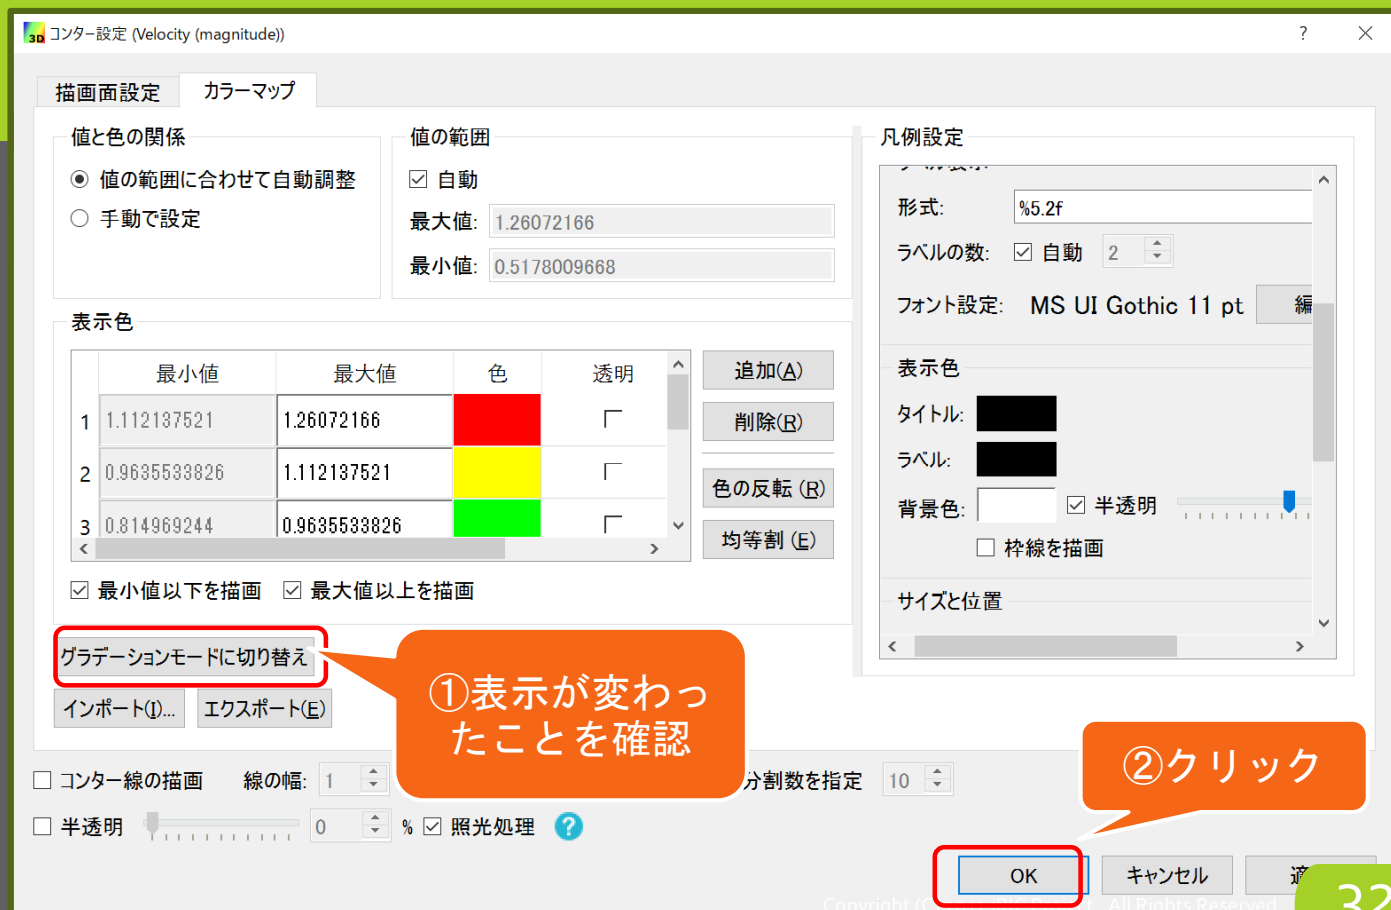 3D コンター設定 (Velocity (magnitude))
?
描画面設定
カラーマップ
値と色の関係
値の範囲に合わせて自動調整
手動で設定
値の範囲
自動
最大値: 1.26072166
最小値: 0.5178009668
表示色
最小値 最大値 色 透明
1 1.112137521 1.26072166
2 0.9635533826 1.112137521
3 0.814969244 0.9635533826
追加(A)
削除(R)
色の反転 (R)
均等割 (E)
最小値以下を描画 最大値以上を描画
グラデーションモードに切り替え
インポート(I)... エクスポート(E)
凡例設定
形式: %5.2f
ラベルの数: 自動 2
フォント設定: MS UI Gothic 11 pt 編
表示色
タイトル:
ラベル:
背景色: 半透明
枠線を描画
サイズと位置
①表示が変わっ
たことを確認
②クリック
コンター線の描画 線の幅: 1 分割数を指定 10
半透明 0 % 照光処理 ?
OK キャンセル 適
32